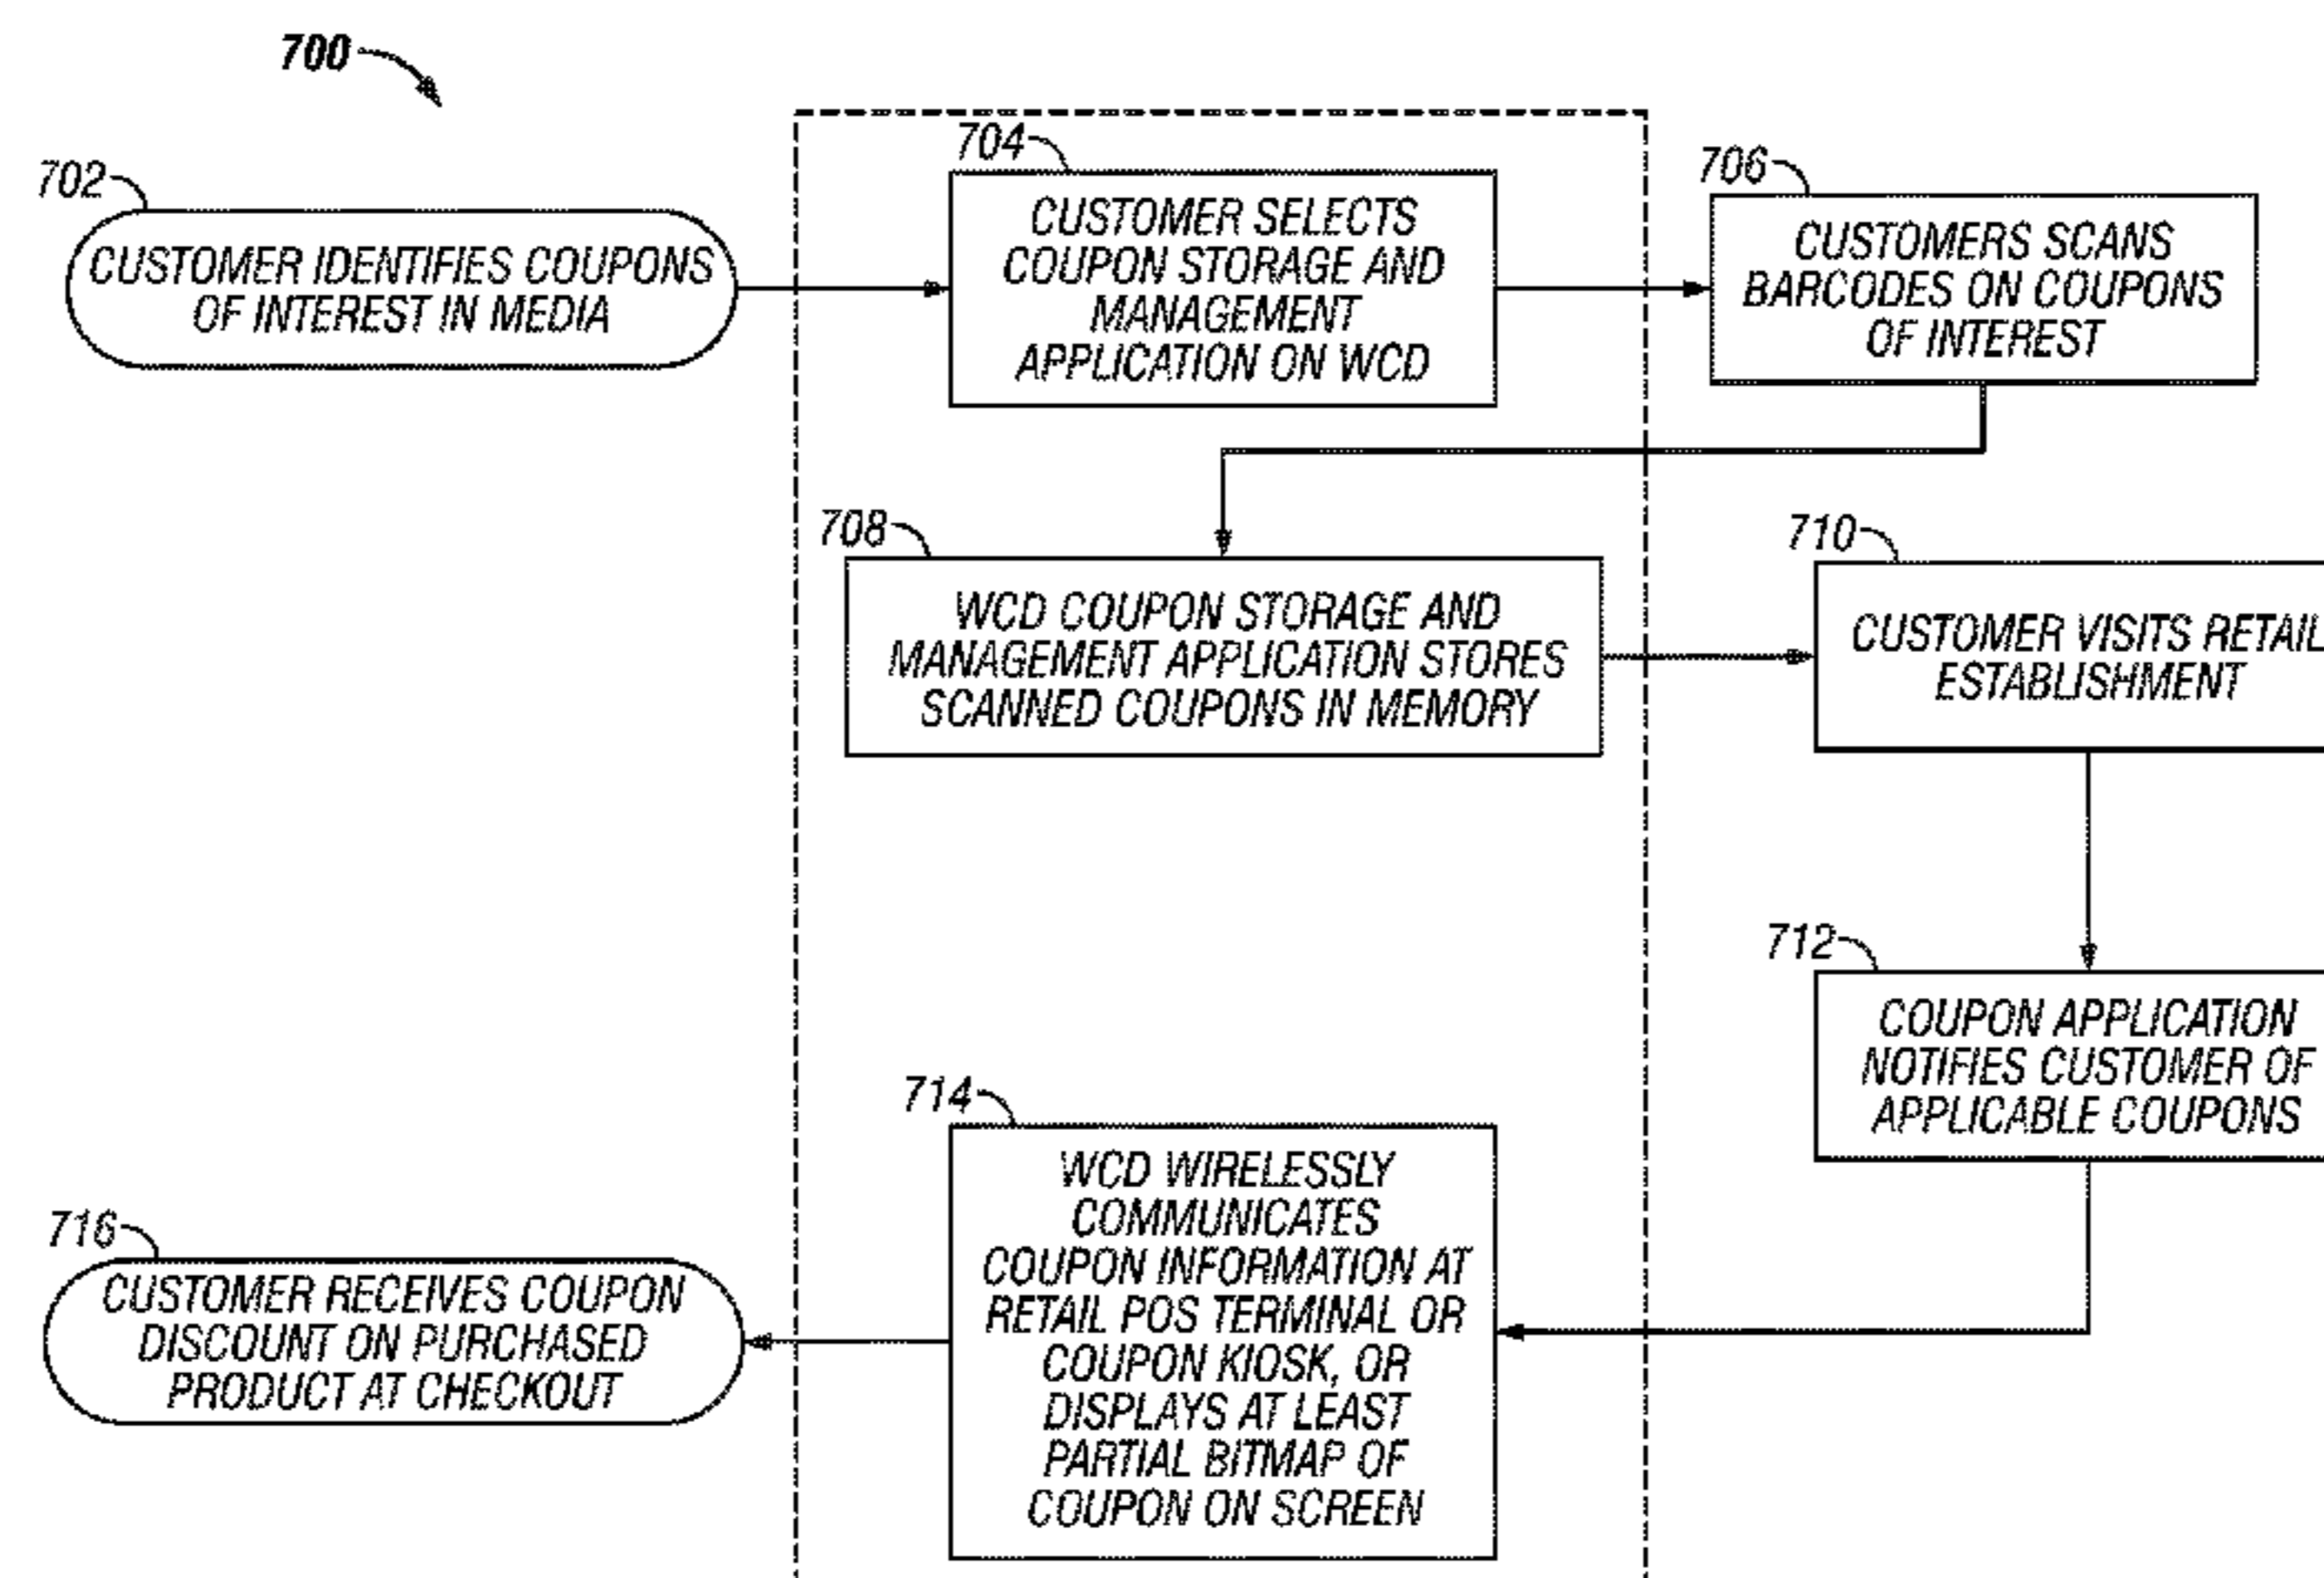 700
702
CUSTOMER IDENTIFIES COUPONS
OF INTEREST IN MEDIA
704
CUSTOMER SELECTS
COUPON STORAGE AND
MANAGEMENT
APPLICATION ON WCD
706
CUSTOMERS SCANS
BARCODES ON COUPONS
OF INTEREST
708
WCD COUPON STORAGE AND
MANAGEMENT APPLICATION STORES
SCANNED COUPONS IN MEMORY
710
CUSTOMER VISITS RETAIL
ESTABLISHMENT
712
COUPON APPLICATION
NOTIFIES CUSTOMER OF
APPLICABLE COUPONS
714
WCD WIRELESSLY
COMMUNICATES
COUPON INFORMATION AT
RETAIL POS TERMINAL OR
COUPON KIOSK, OR
DISPLAYS AT LEAST
PARTIAL BITMAP OF
COUPON ON SCREEN
716
CUSTOMER RECEIVES COUPON
DISCOUNT ON PURCHASED
PRODUCT AT CHECKOUT